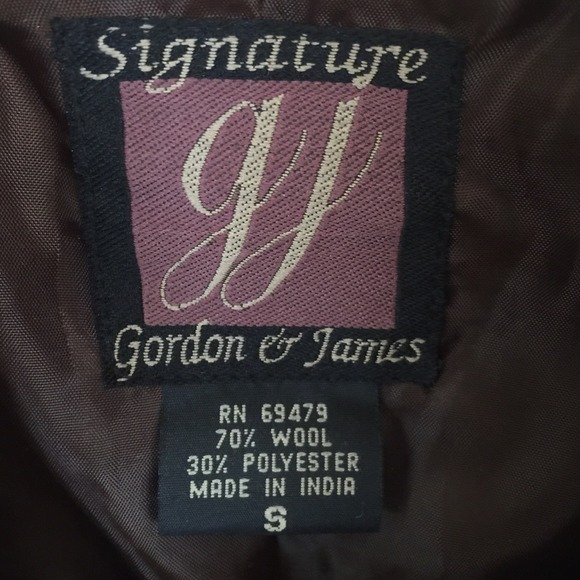 Signature
gj
Gordon & James
RN 69479
70% WOOL
30% POLYESTER
MADE IN INDIA
S